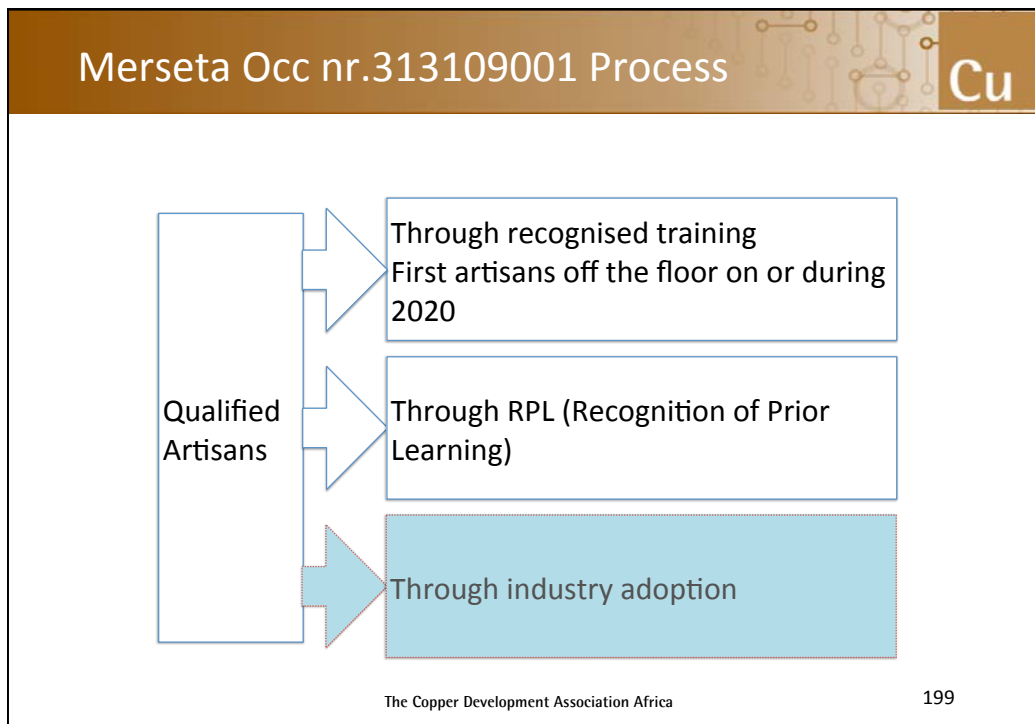 Merseta Occ nr.313109001 Process
Cu
Qualified
Artisans
Through recognised training
First artisans off the floor on or during
2020
Through RPL (Recognition of Prior
Learning)
Through industry adoption
The Copper Development Association Africa
199